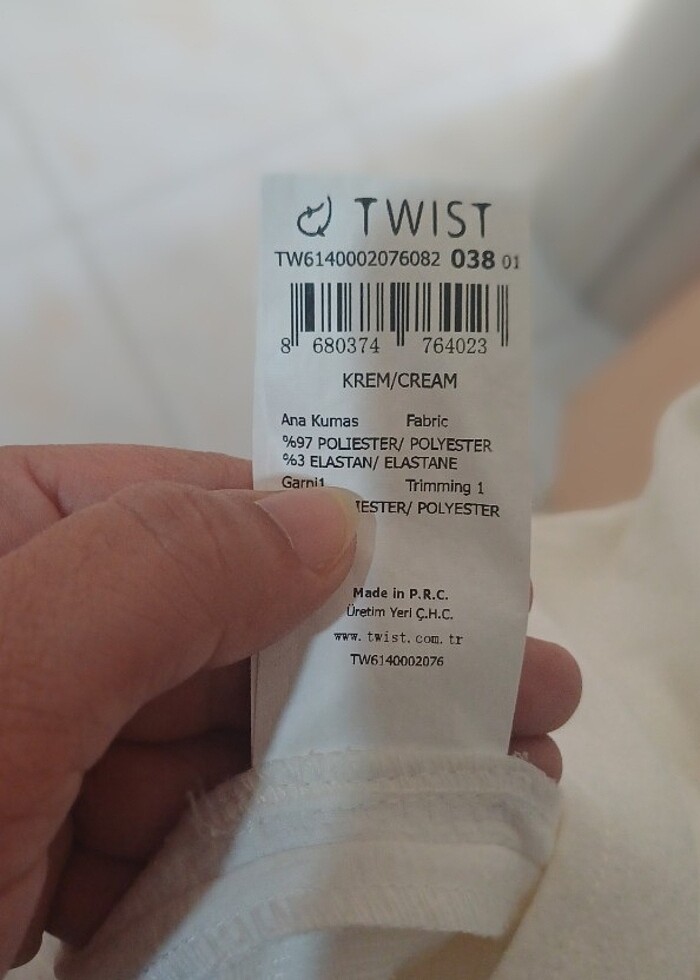 TWIST
TW6140002076082 038 01
8 680374 764023
KREM/CREAM
Ana Kumas Fabric
%97 POLIESTER/ POLYESTER
%3 ELASTAN/ ELASTANE
Garni1 Trimming 1
POLYESTER
Made in P.R.C.
Üretim Yeri Ç.H.C.
www.twist.com.tr
TW6140002076